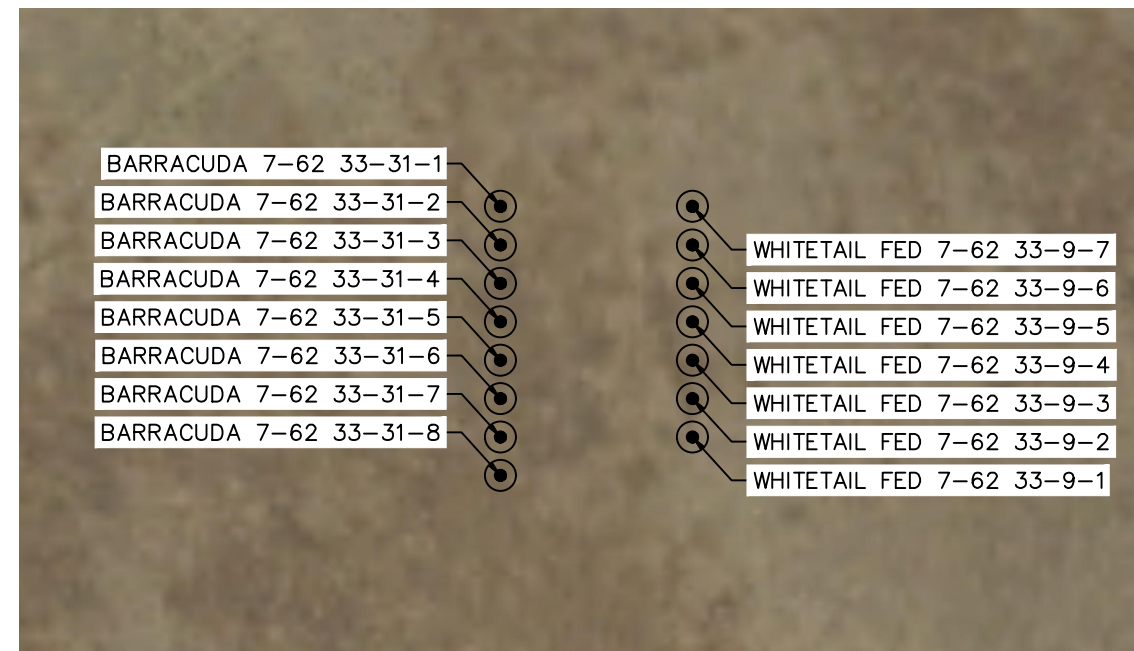 BARRACUDA 7-62 33-31-1
BARRACUDA 7-62 33-31-2
BARRACUDA 7-62 33-31-3
BARRACUDA 7-62 33-31-4
BARRACUDA 7-62 33-31-5
BARRACUDA 7-62 33-31-6
BARRACUDA 7-62 33-31-7
BARRACUDA 7-62 33-31-8
WHITETAIL FED 7-62 33-9-7
WHITETAIL FED 7-62 33-9-6
WHITETAIL FED 7-62 33-9-5
WHITETAIL FED 7-62 33-9-4
WHITETAIL FED 7-62 33-9-3
WHITETAIL FED 7-62 33-9-2
WHITETAIL FED 7-62 33-9-1